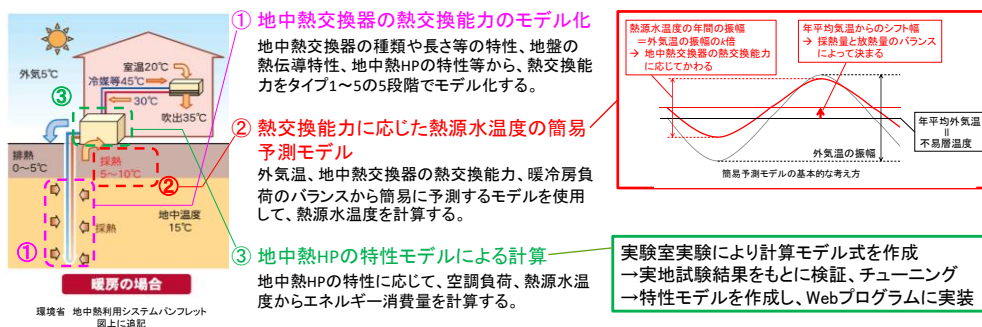 外気5℃
室温20℃
冷媒等45℃
30℃
吹出35℃
③
排熱
0～5℃
採熱
5～10℃
②
地中温度
15℃
採熱
①
暖房の場合
環境省 地中熱利用システムパンフレット
図上に追記
① 地中熱交換器の熱交換能力のモデル化
地中熱交換器の種類や長さ等の特性、地盤の
熱伝導特性、地中熱HPの特性等から、熱交換能
力をタイプ1～5の5段階でモデル化する。
② 熱交換能力に応じた熱源水温度の簡易
予測モデル
外気温、地中熱交換器の熱交換能力、暖冷房負
荷のバランスから簡易に予測するモデルを使用
して、熱源水温度を計算する。
③ 地中熱HPの特性モデルによる計算
地中熱HPの特性に応じて、空調負荷、熱源水温
度からエネルギー消費量を計算する。
熱源水温度の年間の振幅
＝外気温の振幅のk倍
→ 地中熱交換器の熱交換能力
に応じてかわる
年平均気温からのシフト幅
→ 採熱量と放熱量のバランス
によって決まる
年平均外気温
＝
不易層温度
外気温の振幅
簡易予測モデルの基本的な考え方
実験室実験により計算モデル式を作成
→実地試験結果をもとに検証、チューニング
→特性モデルを作成し、Webプログラムに実装